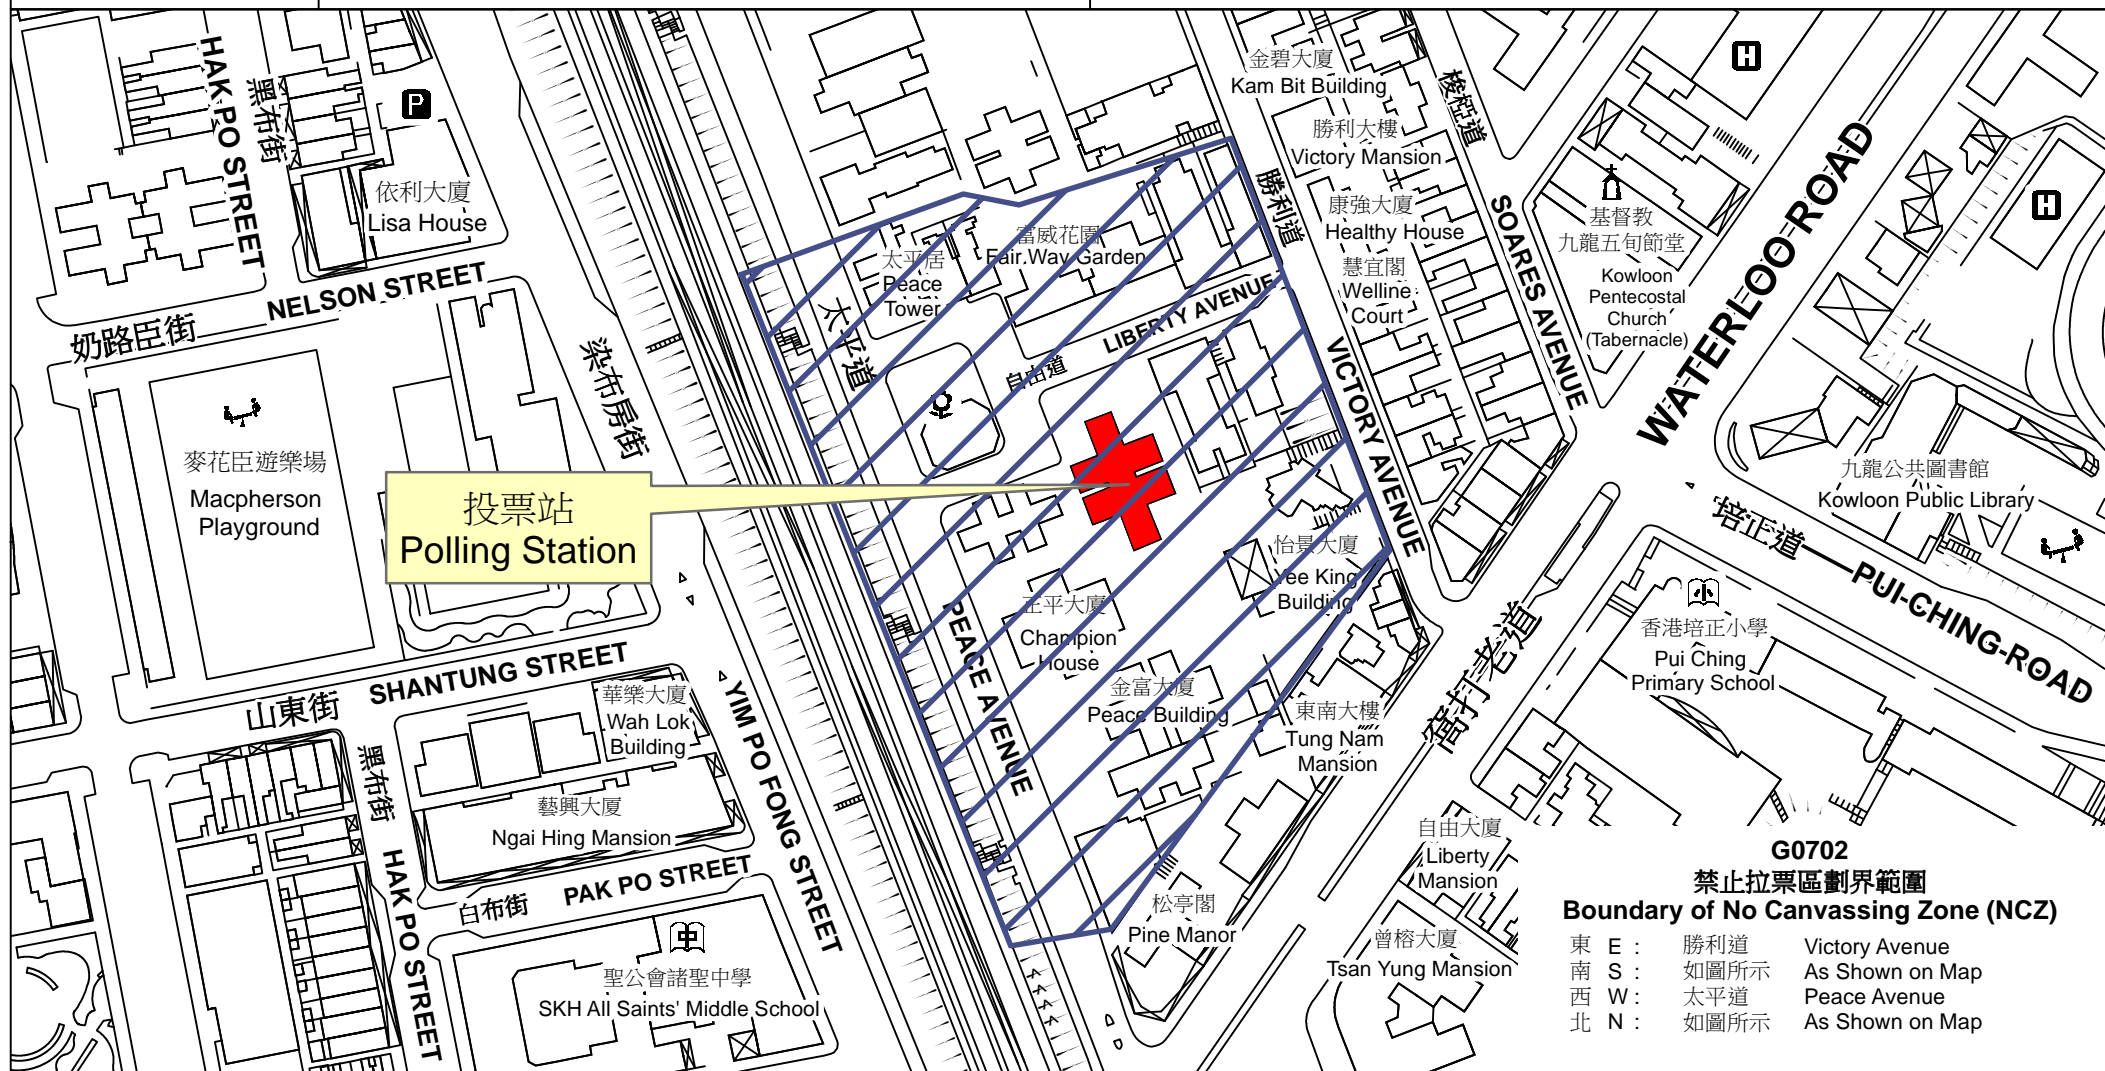 HAK PO STREET
黑布街
P
依利大廈
Lisa House
NELSON STREET
奶路臣街
染布房街
麥花臣遊樂場
Macpherson
Playground
投票站
Polling Station
SHANTUNG STREET
山東街
華樂大廈
Wah Lok
Building
黑布街
HAK PO STREET
藝興大廈
Ngai Hing Mansion
YIM PO FONG STREET
PAK PO STREET
白布街
中
聖公會諸聖中學
SKH All Saints' Middle School
金碧大廈
Kam Bit Building
勝利大樓
Victory Mansion
勝利道
康強大廈
Healthy House
慧宜閣
Welline
Court
梭椏道
SOARES AVENUE
VICTORY AVENUE
富威花園
Fair Way Garden
太平居
Peace
Tower
太平道
LIBERTY AVENUE
自由道
怡景大廈
Yee King
Building
正平大廈
Champion
House
PEACE AVENUE
金富大廈
Peace Building
東南大樓
Tung Nam
Mansion
松亭閣
Pine Manor
H
H
基督教
九龍五旬節堂
Kowloon
Pentecostal
Church
(Tabernacle)
WATERLOO ROAD
窩打老道
九龍公共圖書館
Kowloon Public Library
培正道
PUI-CHING-ROAD
小
香港培正小學
Pui Ching
Primary School
自由大廈
Liberty
Mansion
曾榕大廈
Tsan Yung Mansion
G0702
禁止拉票區劃界範圍
Boundary of No Canvassing Zone (NCZ)
東 E : 勝利道 Victory Avenue
南 S : 如圖所示 As Shown on Map
西 W : 太平道 Peace Avenue
北 N : 如圖所示 As Shown on Map